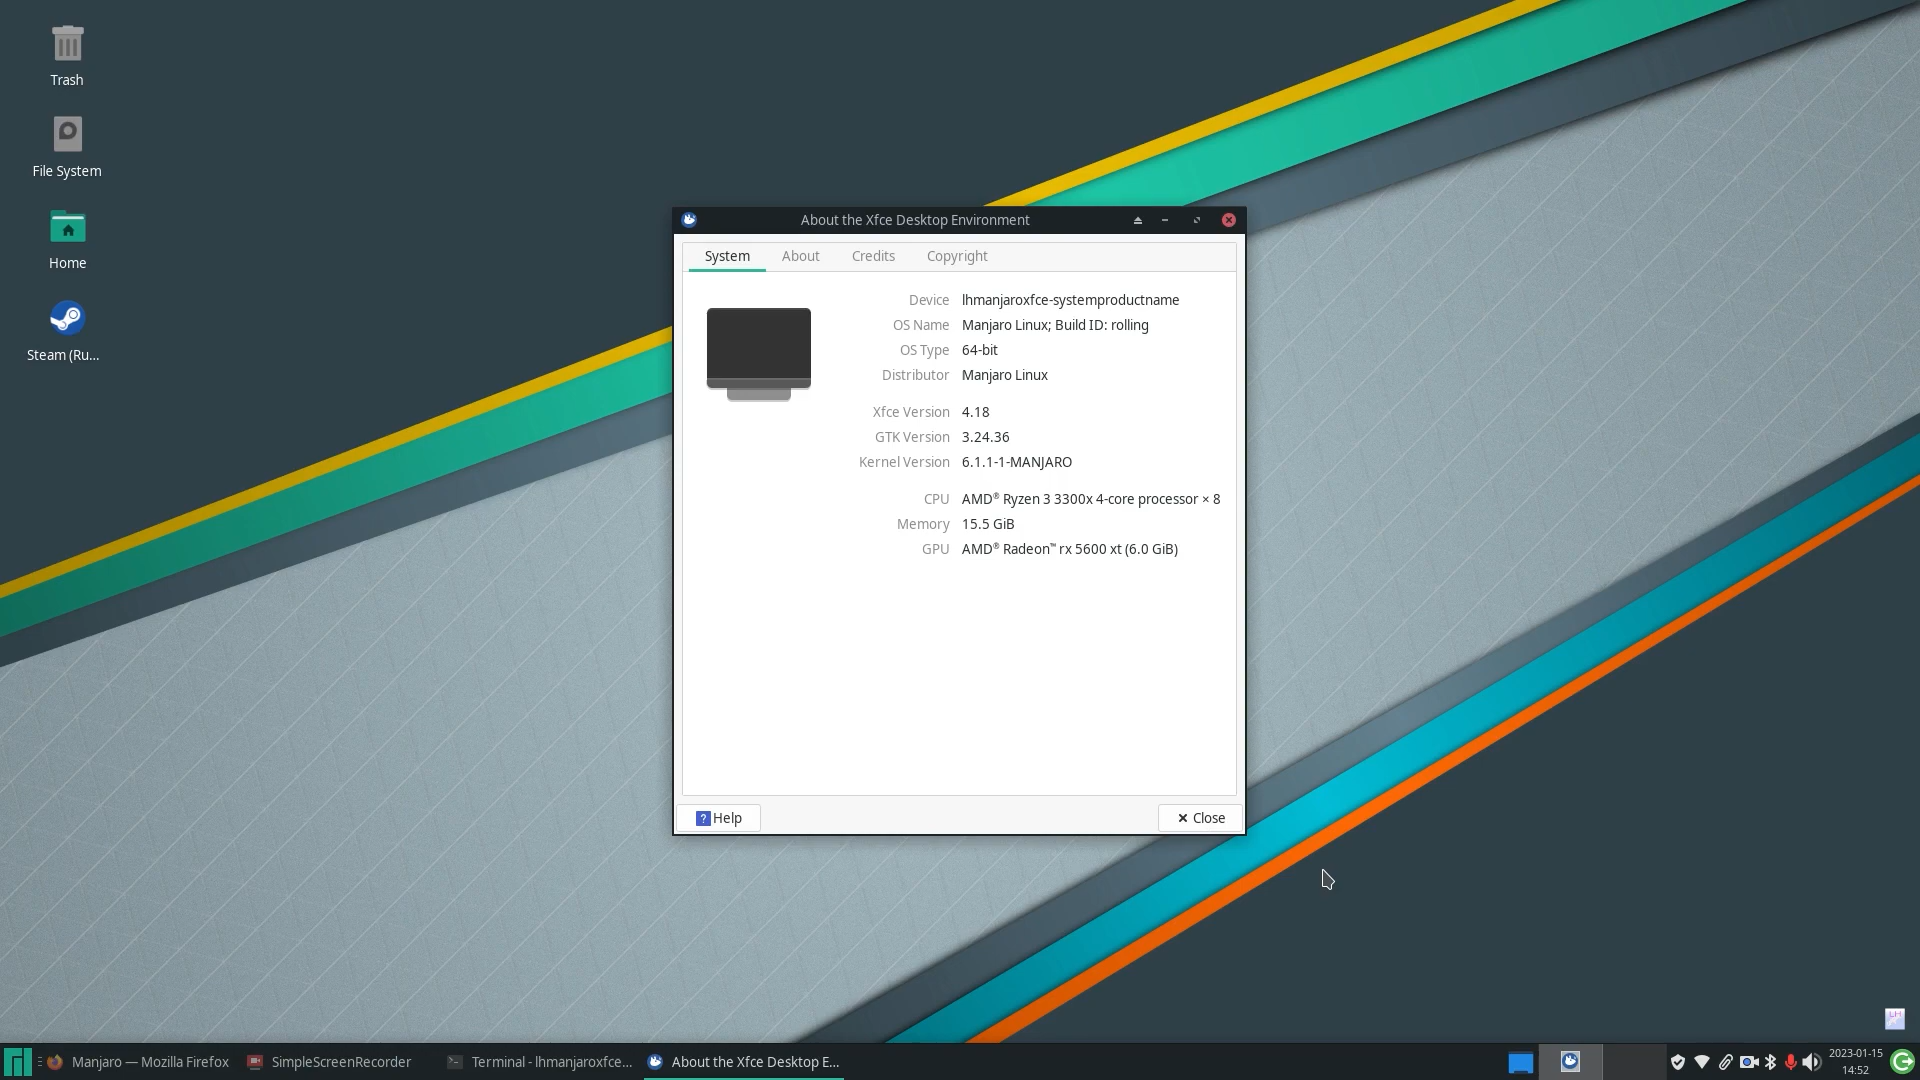 Trash
File System
Home
Steam (Ru...
About the Xfce Desktop Environment
System About Credits Copyright
Device lhmanjaroxfce-systemproductname
OS Name Manjaro Linux; Build ID: rolling
OS Type 64-bit
Distributor Manjaro Linux
Xfce Version 4.18
GTK Version 3.24.36
Kernel Version 6.1.1-1-MANJARO
CPU AMD® Ryzen 3 3300x 4-core processor × 8
Memory 15.5 GiB
GPU AMD® Radeon™ rx 5600 xt (6.0 GiB)
? Help
Close
LH
Manjaro — Mozilla Firefox
SimpleScreenRecorder
Terminal - lhmanjaroxfce...
About the Xfce Desktop E...
2023-01-15
14:52